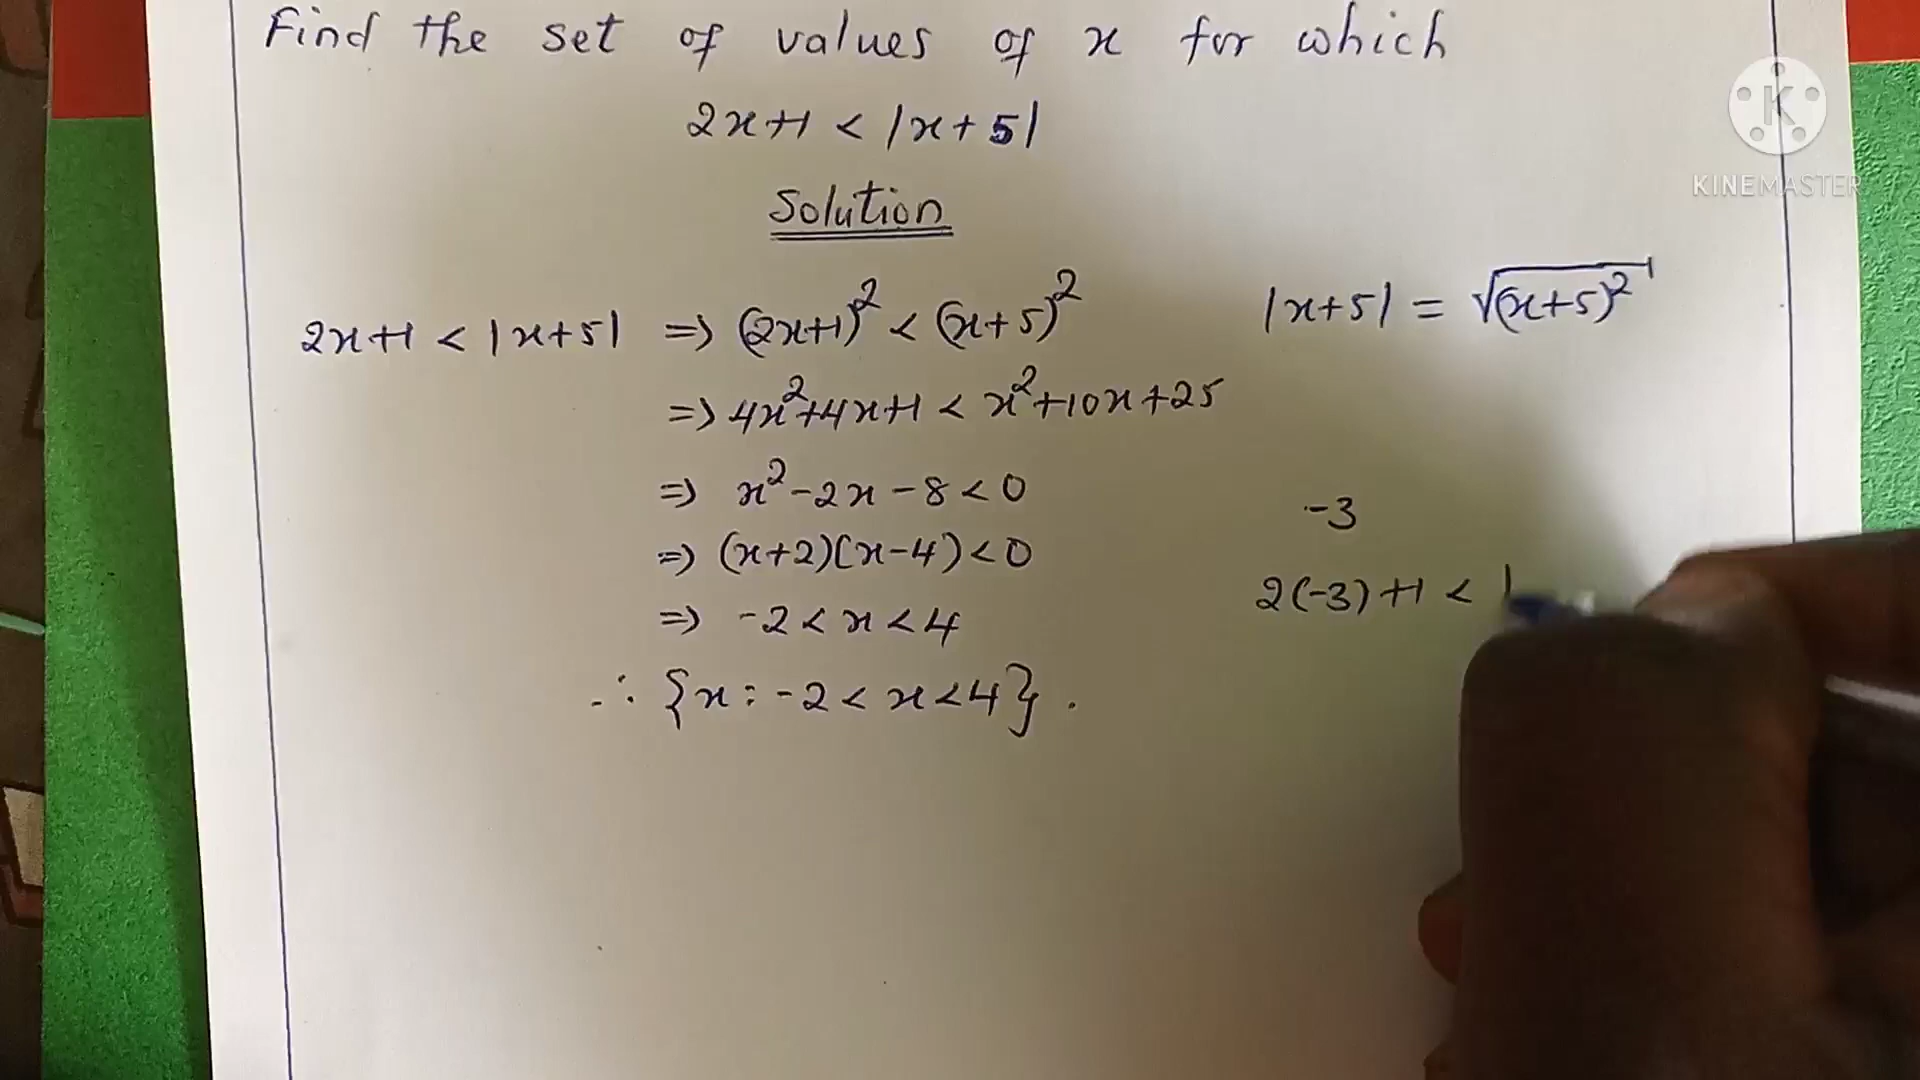 Find the set of values of x for which
2x+1 < |x+5|
Solution
2x+1 < |x+5| => (2x+1)² < (x+5)²
|x+5| = √(x+5)²
=> 4x²+4x+1 < x²+10x+25
=> x²-2x-8<0
=> (x+2)(x-4)<0
=> -2<x<4
∴ {x: -2<x<4}.
-3
2(-3)+1 < |
K
KINEMASTER